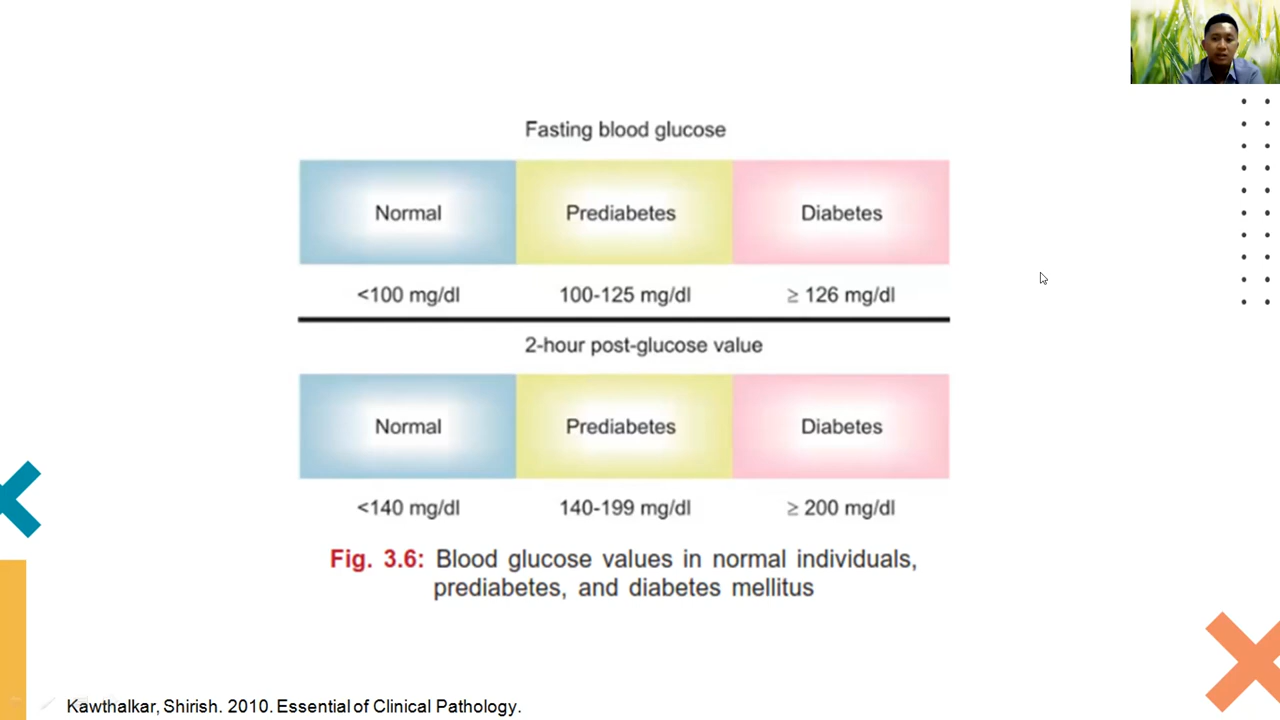 Fasting blood glucose
Normal Prediabetes Diabetes
<100 mg/dl 100-125 mg/dl ≥ 126 mg/dl
2-hour post-glucose value
Normal Prediabetes Diabetes
<140 mg/dl 140-199 mg/dl ≥ 200 mg/dl
Fig. 3.6: Blood glucose values in normal individuals,
prediabetes, and diabetes mellitus
Kawthalkar, Shirish. 2010. Essential of Clinical Pathology.